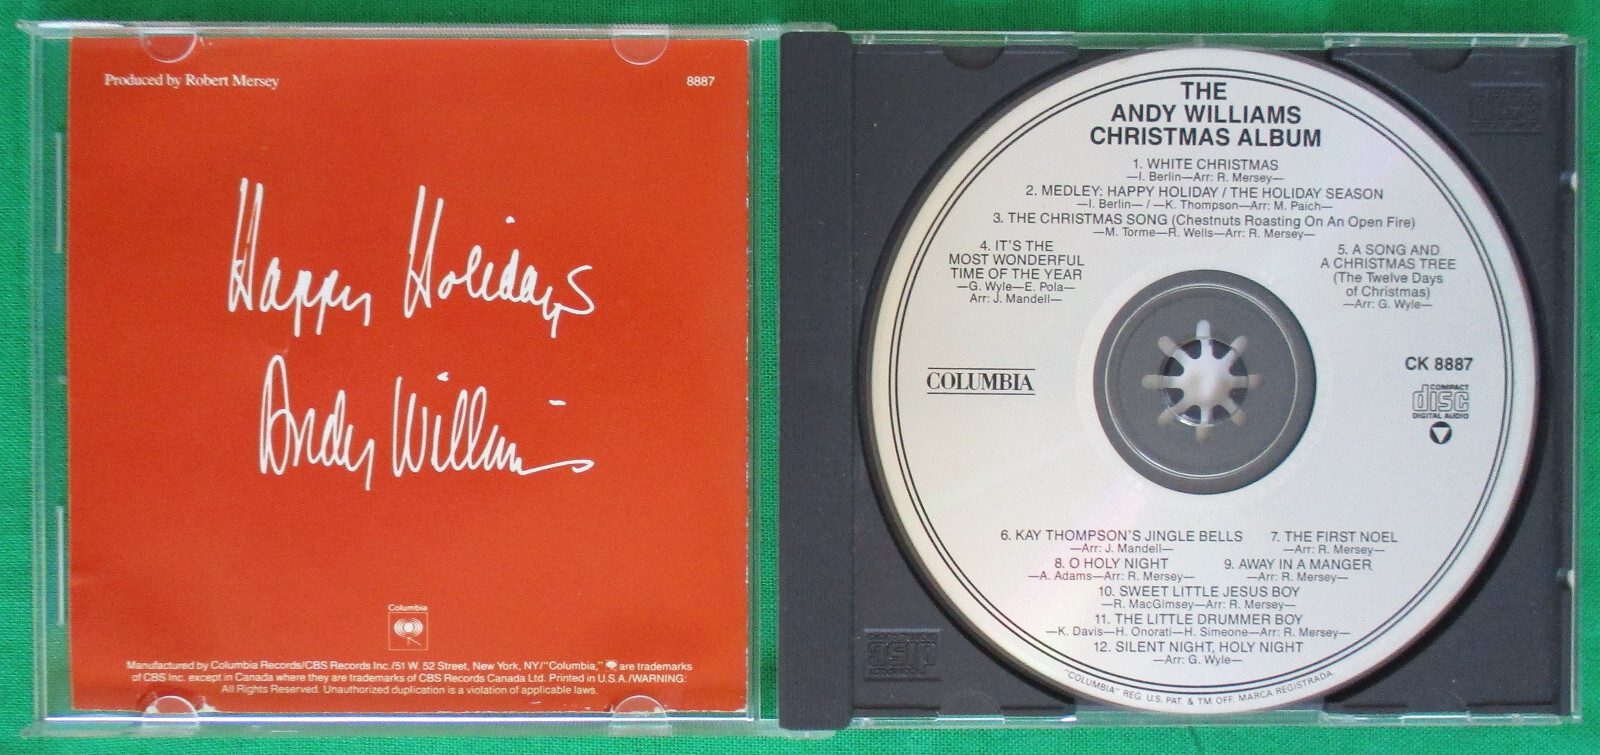 Produced by Robert Mersey
8887
Happy Holidays
Andy Williams
Columbia
Manufactured by Columbia Records/CBS Records Inc./51 W. 52 Street, New York, NY/"Columbia," are trademarks
of CBS Inc. except in Canada where they are trademarks of CBS Records Canada Ltd. Printed in U.S.A./WARNING:
All Rights Reserved. Unauthorized duplication is a violation of applicable laws.
THE
ANDY WILLIAMS
CHRISTMAS ALBUM
1. WHITE CHRISTMAS
—I. Berlin—Arr: R. Mersey—
2. MEDLEY: HAPPY HOLIDAY / THE HOLIDAY SEASON
—I. Berlin— / —K. Thompson—Arr: M. Paich—
3. THE CHRISTMAS SONG (Chestnuts Roasting On An Open Fire)
—M. Torme—R. Wells—Arr: R. Mersey—
4. IT'S THE
MOST WONDERFUL
TIME OF THE YEAR
—G. Wyle—E. Pola—
Arr: J. Mandell—
5. A SONG AND
A CHRISTMAS TREE
(The Twelve Days
of Christmas)
—Arr: G. Wyle—
COLUMBIA
CK 8887
COMPACT
disc
DIGITAL AUDIO
6. KAY THOMPSON'S JINGLE BELLS
—Arr: J. Mandell—
7. THE FIRST NOEL
—Arr: R. Mersey—
8. O HOLY NIGHT
—A. Adams—Arr: R. Mersey—
9. AWAY IN A MANGER
—Arr: R. Mersey—
10. SWEET LITTLE JESUS BOY
—R. MacGimsey—Arr: R. Mersey—
11. THE LITTLE DRUMMER BOY
—K. Davis—H. Onorati—H. Simeone—Arr: R. Mersey—
12. SILENT NIGHT, HOLY NIGHT
—Arr: G. Wyle—
"COLUMBIA" REG. U.S. PAT. & TM. OFF. MARCA REGISTRADA.